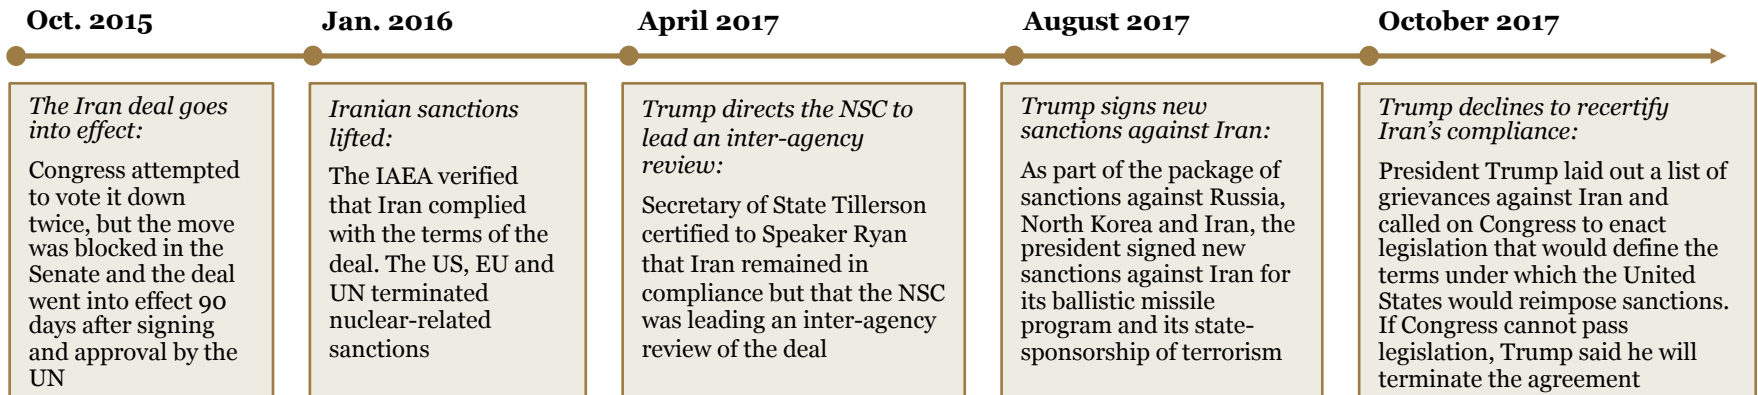 Oct. 2015
Jan. 2016
April 2017
August 2017
October 2017
The Iran deal goes
into effect:
Congress attempted
to vote it down
twice, but the move
was blocked in the
Senate and the deal
went into effect 90
days after signing
and approval by the
UN
Iranian sanctions
lifted:
The IAEA verified
that Iran complied
with the terms of the
deal. The US, EU and
UN terminated
nuclear-related
sanctions
Trump directs the NSC to
lead an inter-agency
review:
Secretary of State Tillerson
certified to Speaker Ryan
that Iran remained in
compliance but that the NSC
was leading an inter-agency
review of the deal
Trump signs new
sanctions against Iran:
As part of the package of
sanctions against Russia,
North Korea and Iran, the
president signed new
sanctions against Iran for
its ballistic missile
program and its state-
sponsorship of terrorism
Trump declines to recertify
Iran’s compliance:
President Trump laid out a list of
grievances against Iran and
called on Congress to enact
legislation that would define the
terms under which the United
States would reimpose sanctions.
If Congress cannot pass
legislation, Trump said he will
terminate the agreement